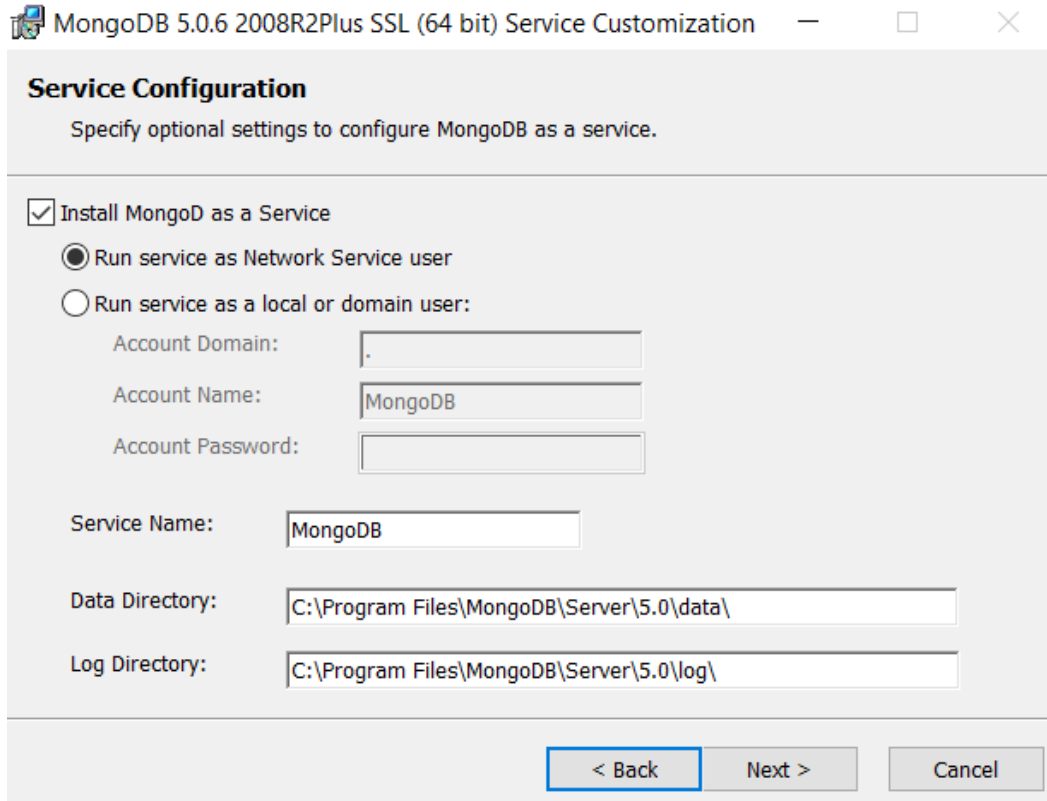 MongoDB 5.0.6 2008R2Plus SSL (64 bit) Service Customization
Service Configuration
Specify optional settings to configure MongoDB as a service.
Install MongoD as a Service
Run service as Network Service user
Run service as a local or domain user:
Account Domain: .
Account Name: MongoDB
Account Password:
Service Name: MongoDB
Data Directory: C:\Program Files\MongoDB\Server\5.0\data\
Log Directory: C:\Program Files\MongoDB\Server\5.0\log\
< Back Next > Cancel